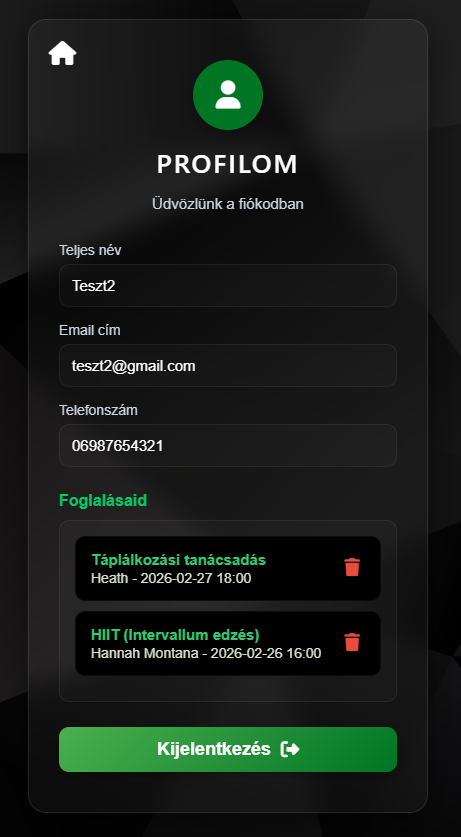 PROFILOM
Üdvözlünk a fiókodban
Teljes név
Teszt2
Email cím
teszt2@gmail.com
Telefonszám
06987654321
Foglalásaid
Táplálkozási tanácsadás
Heath - 2026-02-27 18:00
HIIT (Intervallum edzés)
Hannah Montana - 2026-02-26 16:00
Kijelentkezés